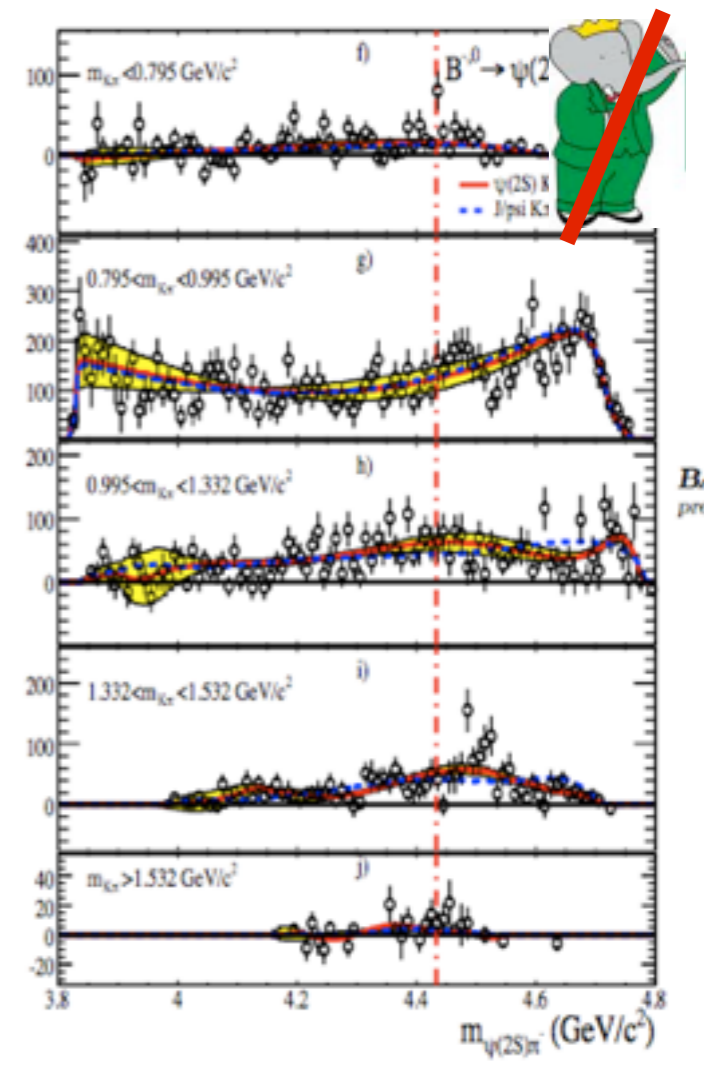 f)
m_Kπ <0.795 GeV/c²
B⁻,⁰→ψ(2
100
0
ψ(2S) K
J/psi Kπ
g)
0.795<m_Kπ<0.995 GeV/c²
400
300
200
100
h)
0.995<m_Kπ<1.332 GeV/c²
200
100
0
i)
1.332<m_Kπ<1.532 GeV/c²
200
100
0
j)
m_Kπ>1.532 GeV/c²
40
20
0
-20
3.8 4 4.2 4.4 4.6 4.8
m_ψ(2S)π⁻ (GeV/c²)